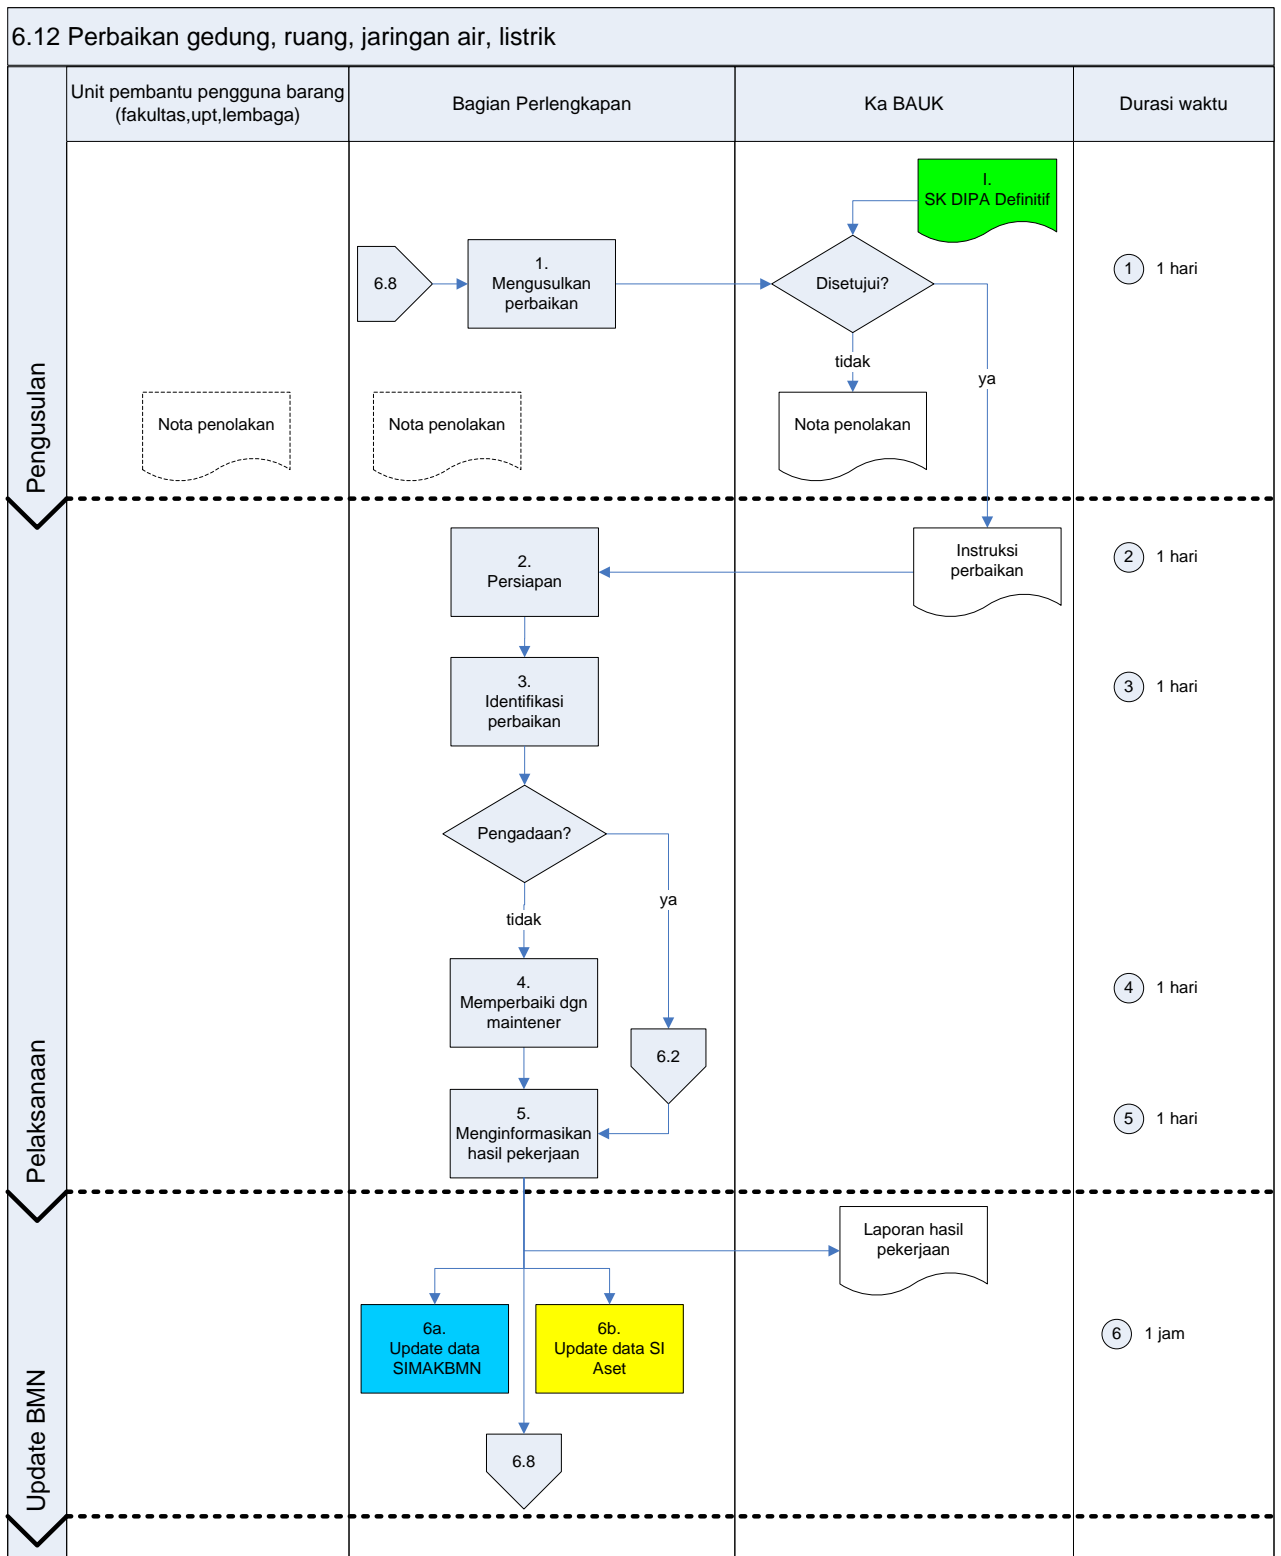 6.12 Perbaikan gedung, ruang, jaringan air, listrik
Unit pembantu pengguna barang
(fakultas,upt,lembaga)
Bagian Perlengkapan
Ka BAUK
Durasi waktu
Pengusulan
I.
SK DIPA Definitif
6.8
1.
Mengusulkan
perbaikan
Disetujui?
1
1 hari
tidak
ya
Nota penolakan
Nota penolakan
Nota penolakan
Pelaksanaan
2.
Persiapan
Instruksi
perbaikan
2
1 hari
3.
Identifikasi
perbaikan
3
1 hari
Pengadaan?
ya
tidak
4.
Memperbaiki dgn
maintener
4
1 hari
6.2
5.
Menginformasikan
hasil pekerjaan
5
1 hari
Update BMN
Laporan hasil
pekerjaan
6a.
Update data
SIMAKBMN
6b.
Update data SI
Aset
6
1 jam
6.8